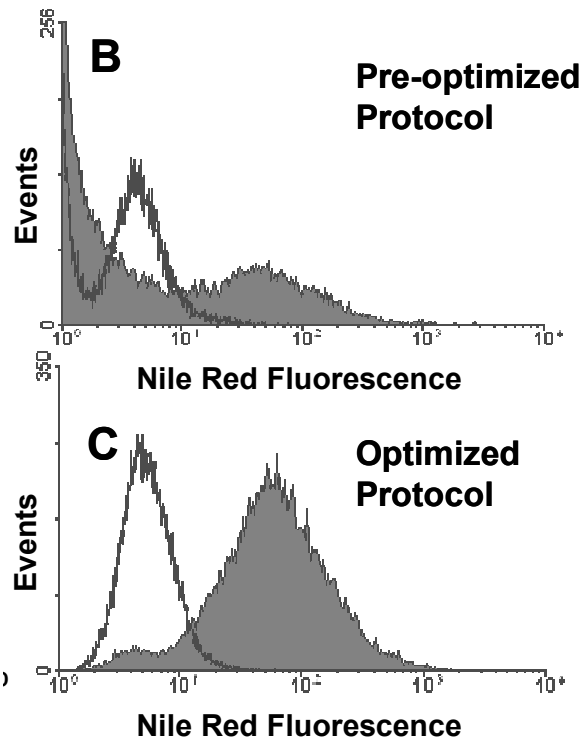 256
B
Pre-optimized
Protocol
Events
0
10⁰ 10¹ 10² 10³ 10⁴
Nile Red Fluorescence
350
C
Optimized
Protocol
Events
0
10⁰ 10¹ 10² 10³ 10⁴
Nile Red Fluorescence